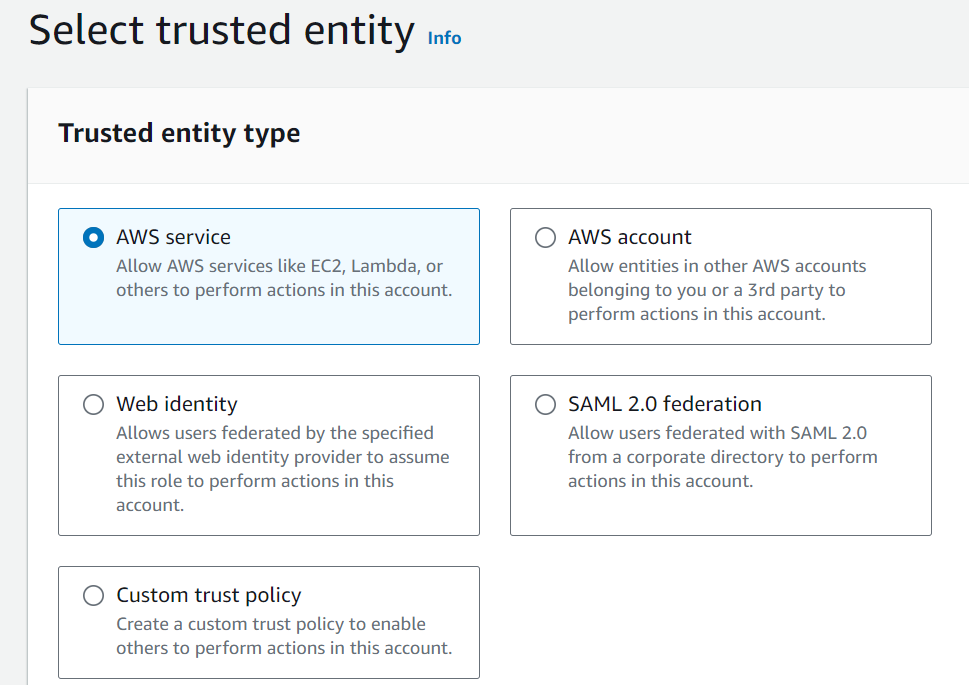 Select trusted entity Info
Trusted entity type
AWS service
Allow AWS services like EC2, Lambda, or
others to perform actions in this account.
AWS account
Allow entities in other AWS accounts
belonging to you or a 3rd party to
perform actions in this account.
Web identity
Allows users federated by the specified
external web identity provider to assume
this role to perform actions in this
account.
SAML 2.0 federation
Allow users federated with SAML 2.0
from a corporate directory to perform
actions in this account.
Custom trust policy
Create a custom trust policy to enable
others to perform actions in this account.